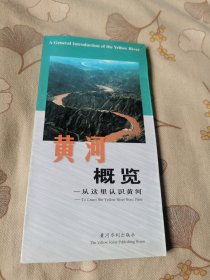 A General Introduction of the Yellow River
黄河
概览
—从这里认识黄河
——To Learn the Yellow River from Here
黄河水利出版社
The Yellow River Publishing House